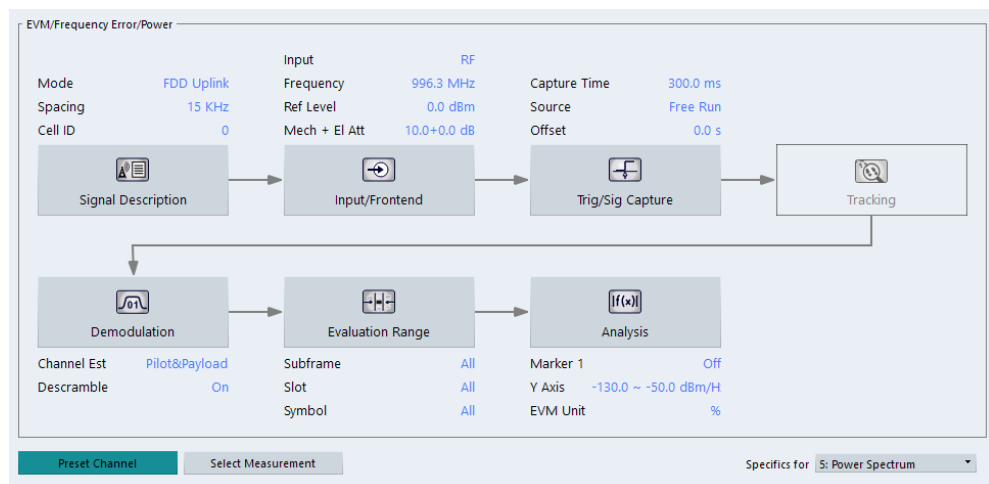 EVM/Frequency Error/Power
Input RF
Mode FDD Uplink Frequency 996.3 MHz Capture Time 300.0 ms
Spacing 15 KHz Ref Level 0.0 dBm Source Free Run
Cell ID 0 Mech + El Att 10.0+0.0 dB Offset 0.0 s
Signal Description Input/Frontend Trig/Sig Capture Tracking
01
|f(x)|
Demodulation Evaluation Range Analysis
Channel Est Pilot&Payload Subframe All Marker 1 Off
Descramble On Slot All Y Axis -130.0 ~ -50.0 dBm/H
Symbol All EVM Unit %
Preset Channel Select Measurement Specifics for 5: Power Spectrum